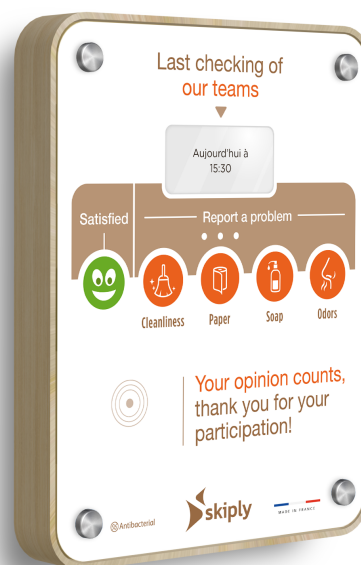 Last checking of
our teams
Aujourd'hui à
15:30
Satisfied
Report a problem
Cleanliness
Paper
Soap
Odors
Your opinion counts,
thank you for your
participation!
Antibacterial
skiply
MADE IN FRANCE